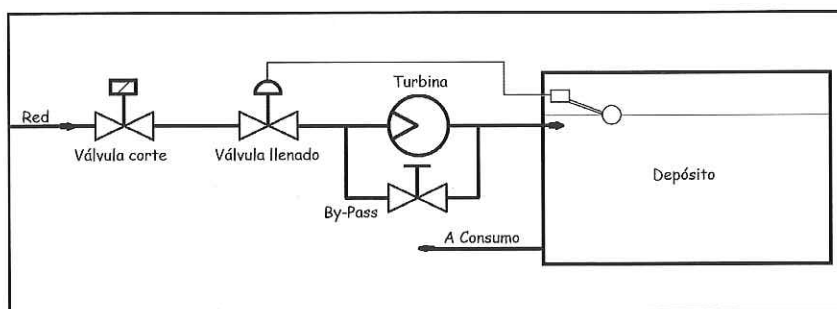 Turbina
Red
Válvula corte
Válvula llenado
Depósito
By-Pass
A Consumo